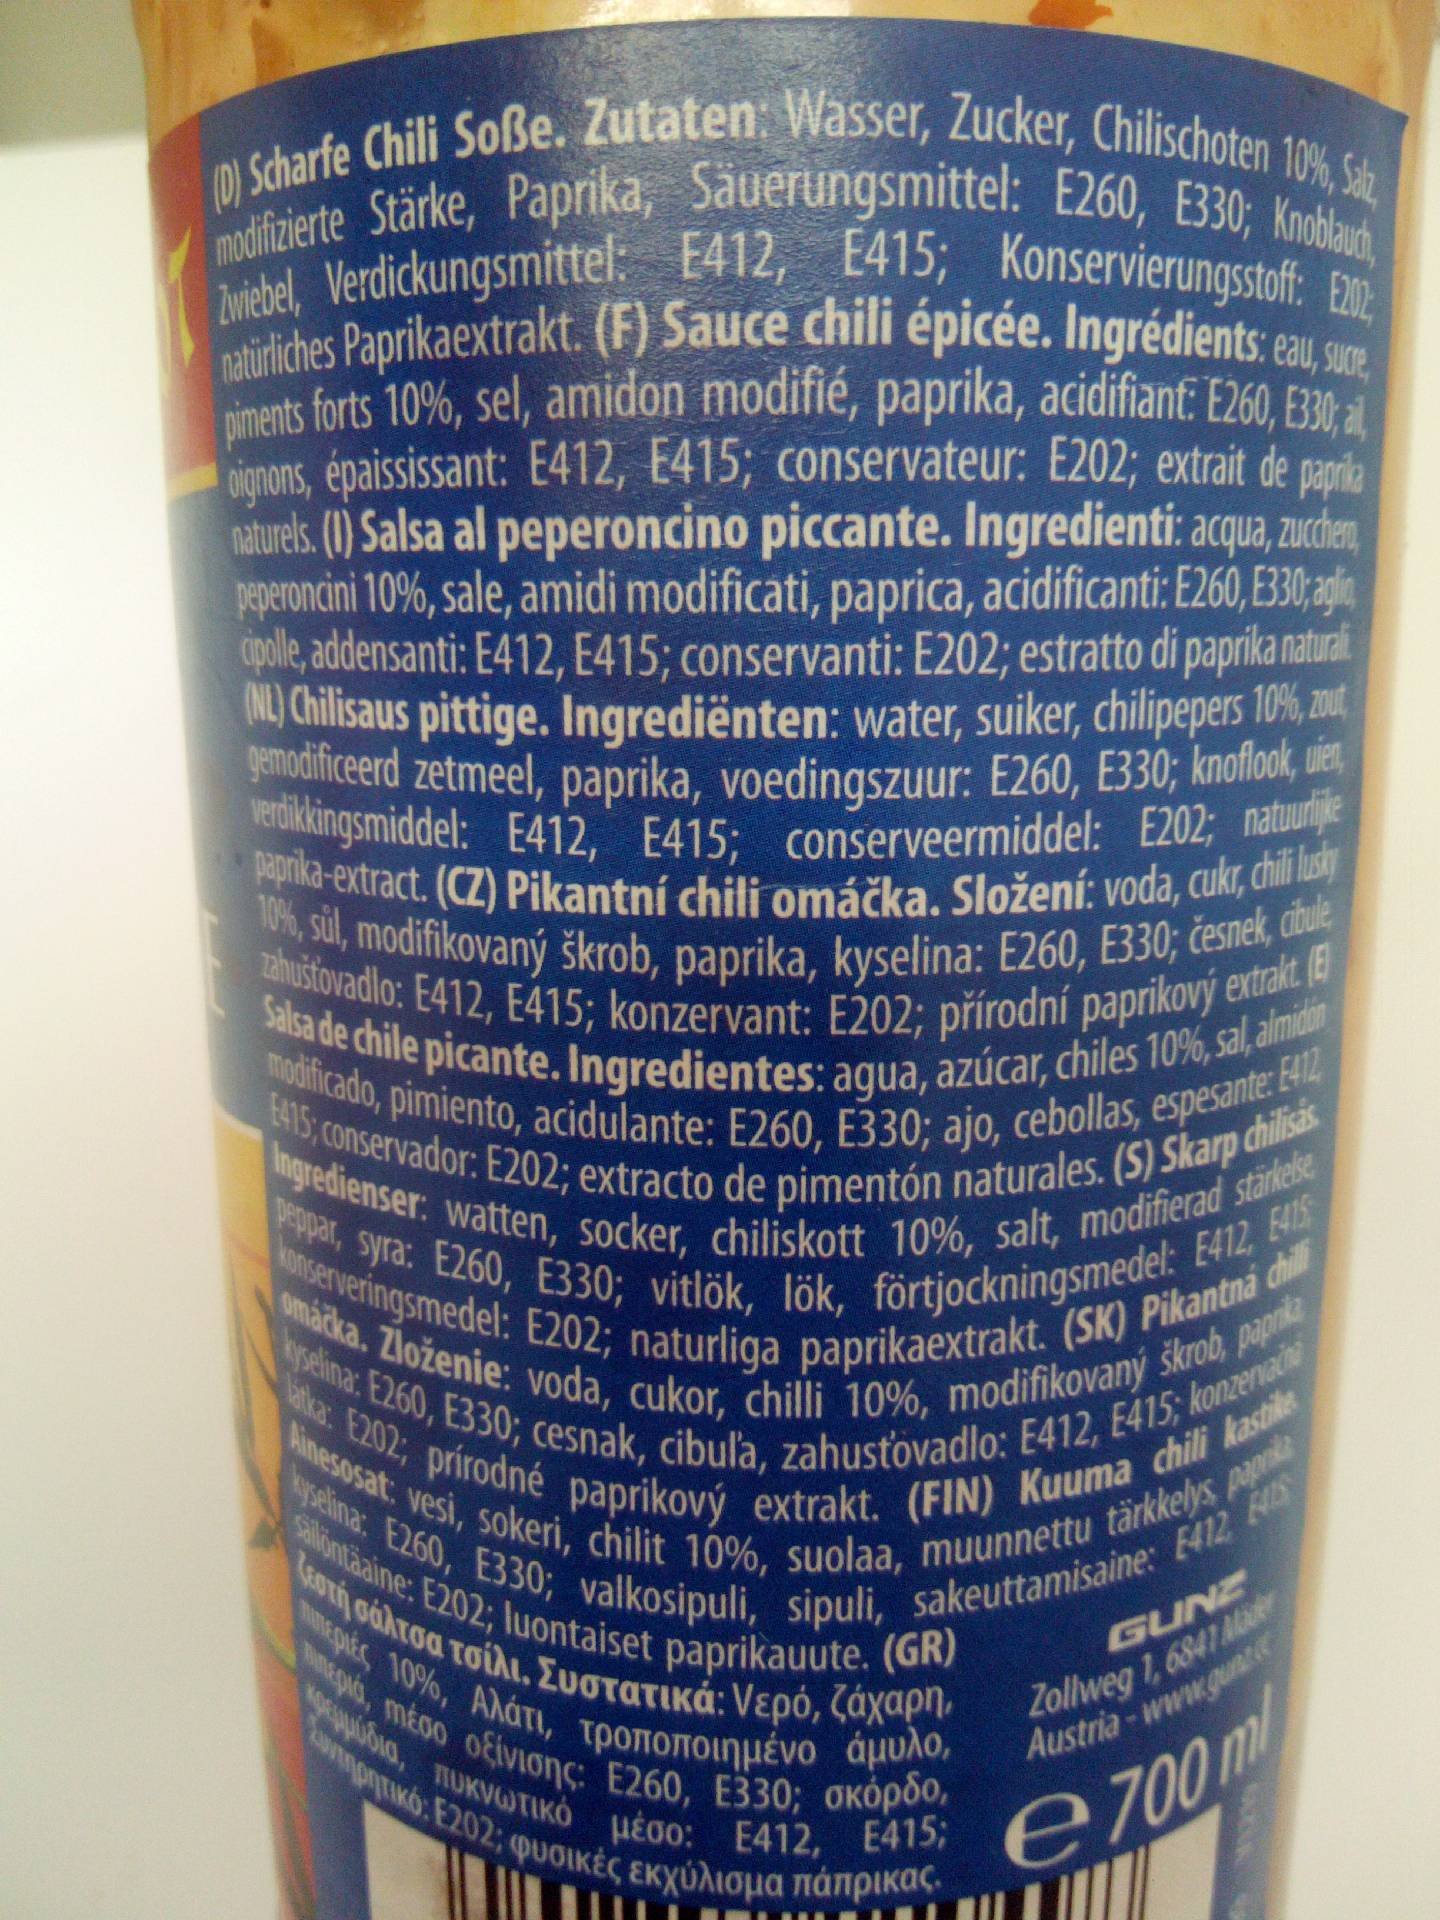 (D) Scharfe Chili Soße. Zutaten: Wasser, Zucker, Chilischoten 10%, Salz,
modifizierte Stärke, Paprika, Säuerungsmittel: E260, E330; Knoblauch,
Zwiebel, Verdickungsmittel: E412, E415; Konservierungsstoff: E202;
natürliches Paprikaextrakt. (F) Sauce chili épicée. Ingrédients: eau, sucre,
piments forts 10%, sel, amidon modifié, paprika, acidifiant: E260, E330; ail,
oignons, épaississant: E412, E415; conservateur: E202; extrait de paprika
naturels. (I) Salsa al peperoncino piccante. Ingredienti: acqua, zucchero,
peperoncini 10%, sale, amidi modificati, paprica, acidificanti: E260, E330; aglio,
cipolle, addensanti: E412, E415; conservanti: E202; estratto di paprika naturali.
(NL) Chilisaus pittige. Ingrediënten: water, suiker, chilipepers 10%, zout,
gemodificeerd zetmeel, paprika, voedingszuur: E260, E330; knoflook, uien,
verdikkingsmiddel: E412, E415; conserveermiddel: E202; natuurlijke
paprika-extract. (CZ) Pikantní chili omáčka. Složení: voda, cukr, chili lusky
10%, sůl, modifikovaný škrob, paprika, kyselina: E260, E330; česnek, cibule,
zahušťovadlo: E412, E415; konzervant: E202; přírodní paprikový extrakt. (E)
Salsa de chile picante. Ingredientes: agua, azúcar, chiles 10%, sal, almidón
modificado, pimiento, acidulante: E260, E330; ajo, cebollas, espesante: E412,
E415; conservador: E202; extracto de pimentón naturales. (S) Skarp chilisås.
Ingredienser: watten, socker, chiliskott 10%, salt, modifierad stärkelse,
peppar, syra: E260, E330; vitlök, lök, förtjockningsmedel: E412, E415;
konserveringsmedel: E202; naturliga paprikaextrakt. (SK) Pikantná chilli
omáčka. Zloženie: voda, cukor, chilli 10%, modifikovaný škrob, paprika,
kyselina: E260, E330; cesnak, cibuľa, zahusťovadlo: E412, E415; konzervačná
látka: E202; prírodné paprikový extrakt. (FIN) Kuuma chili kastike.
Ainesosat: vesi, sokeri, chilit 10%, suolaa, muunnettu tärkkelys, paprika,
kyselina: E260, E330; valkosipuli, sipuli, sakeuttamisaine: E412, E415;
säilöntäaine: E202; luontaiset paprikauute. (GR)
ζεστή σάλτσα τσίλι. Συστατικά: Νερό, ζάχαρη,
πιπεριές 10%, Αλάτι, τροποποιημένο άμυλο,
πιπεριά, μέσο οξίνισης: E260, E330; σκόρδο,
κρεμμύδια, πυκνωτικό μέσο: E412, E415;
Συντηρητικό: E202; φυσικές εκχύλισμα πάπρικας.
GUNZ
Zollweg 1, 6841 Mäder
Austria - www.gunz.cc
e 700 ml